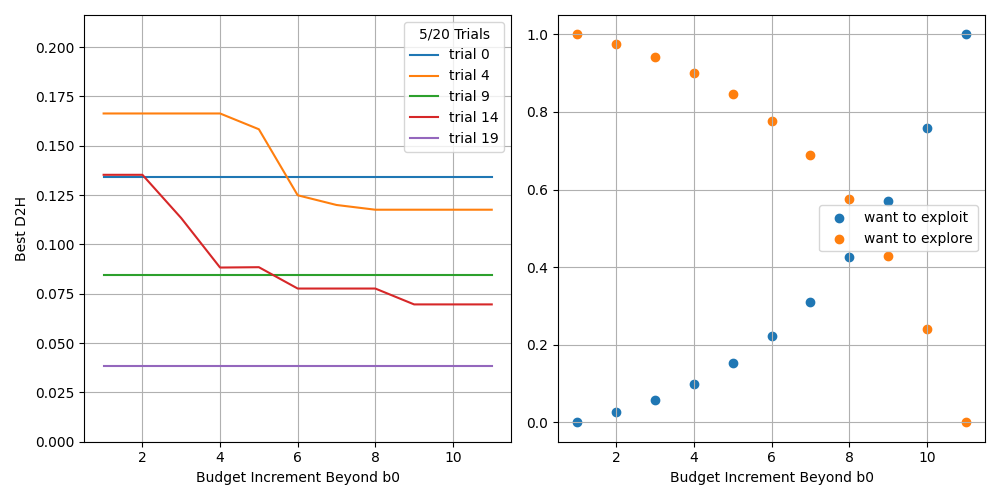 5/20 Trials
trial 0
trial 4
trial 9
trial 14
trial 19
0.200
0.175
0.150
0.125
0.100
0.075
0.050
0.025
0.000
Best D2H
2 4 6 8 10
Budget Increment Beyond b0
1.0
0.8
0.6
0.4
0.2
0.0
want to exploit
want to explore
2 4 6 8 10
Budget Increment Beyond b0